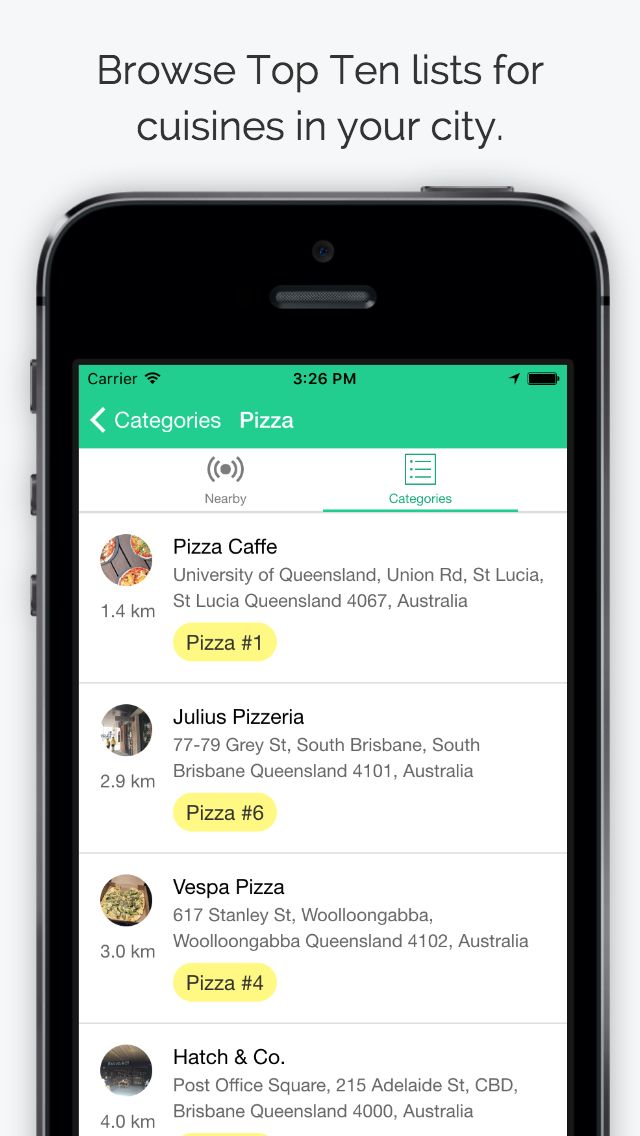 Browse Top Ten lists for
cuisines in your city.
Carrier 3:26 PM
Categories Pizza
Nearby Categories
Pizza Caffe
University of Queensland, Union Rd, St Lucia,
St Lucia Queensland 4067, Australia
1.4 km
Pizza #1
Julius Pizzeria
77-79 Grey St, South Brisbane, South
Brisbane Queensland 4101, Australia
2.9 km
Pizza #6
Vespa Pizza
617 Stanley St, Woolloongabba,
Woolloongabba Queensland 4102, Australia
3.0 km
Pizza #4
Hatch & Co.
Post Office Square, 215 Adelaide St, CBD,
Brisbane Queensland 4000, Australia
4.0 km